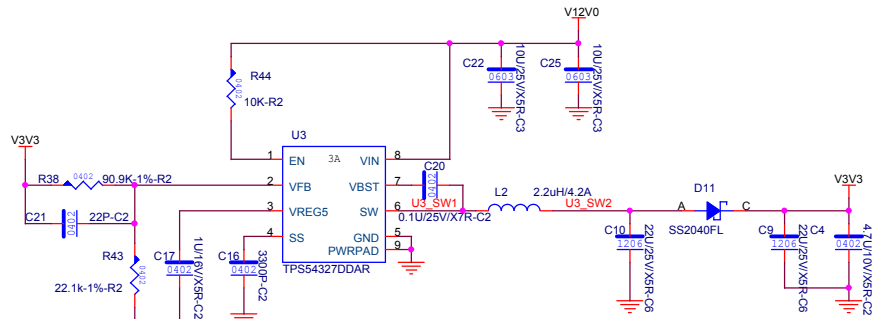 V12V0
R44
0402
10K-R2
C22
0603
10U/25V/X5R-C3
C25
0603
10U/25V/X5R-C3
V3V3
U3
1
EN
3A
VIN
8
R38
0402
90.9K-1%-R2
2
VFB
VBST
7
C20
0402
0.1U/25V/X7R-C2
C21
0402
22P-C2
3
VREG5
SW
6
U3_SW1
L2
2.2uH/4.2A
U3_SW2
A
D11
C
SS2040FL
V3V3
4
SS
GND
5
PWRPAD
9
TPS54327DDAR
R43
0402
22.1k-1%-R2
C17
0402
1U/16V/X5R-C2
C16
0402
3300P-C2
C10
1206
22U/25V/X5R-C6
C9
1206
22U/25V/X5R-C6
C4
0402
4.7U/10V/X5R-C2